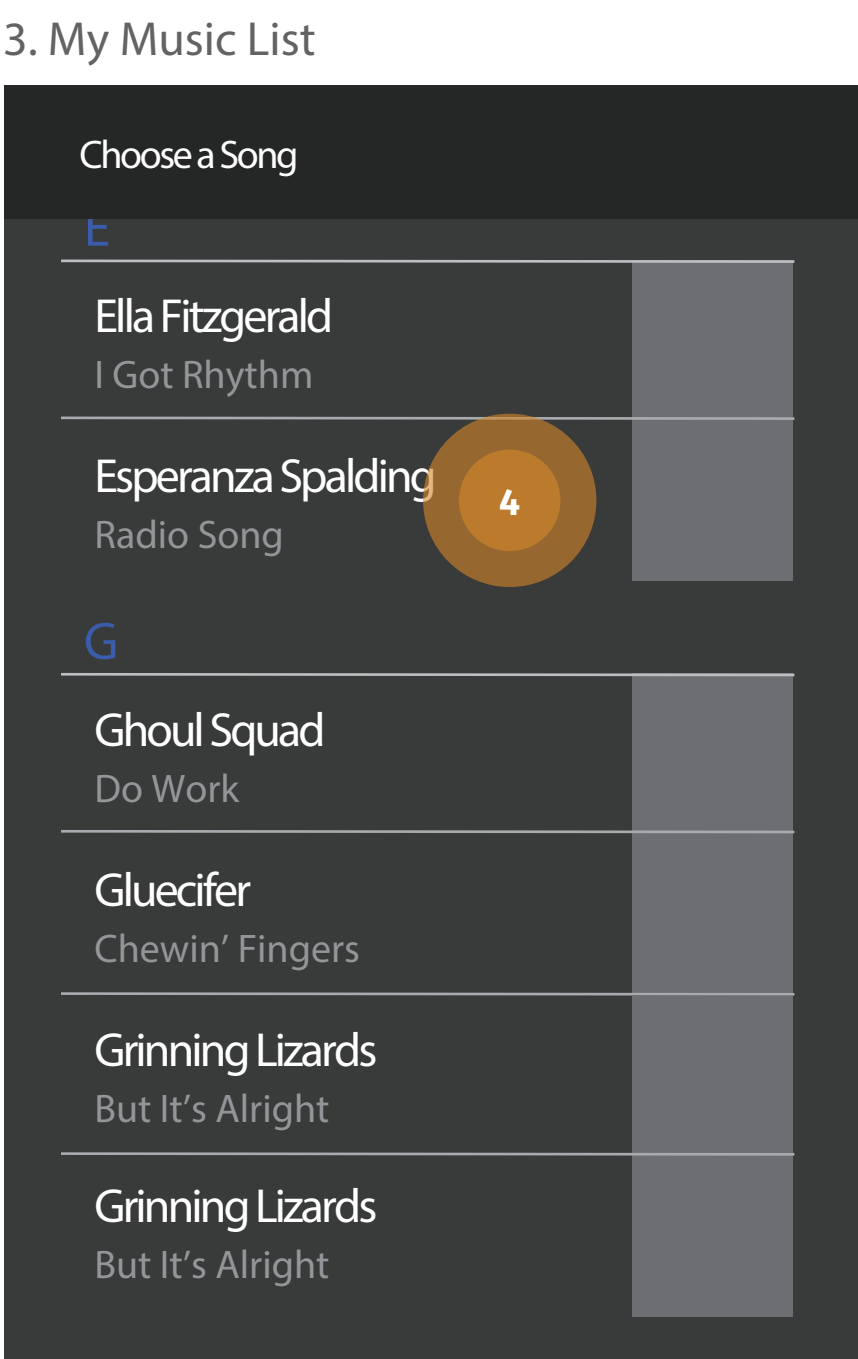 3. My Music List
Choose a Song
E
Ella Fitzgerald
I Got Rhythm
Esperanza Spalding
4
Radio Song
G
Ghoul Squad
Do Work
Gluecifer
Chewin’ Fingers
Grinning Lizards
But It’s Alright
Grinning Lizards
But It’s Alright